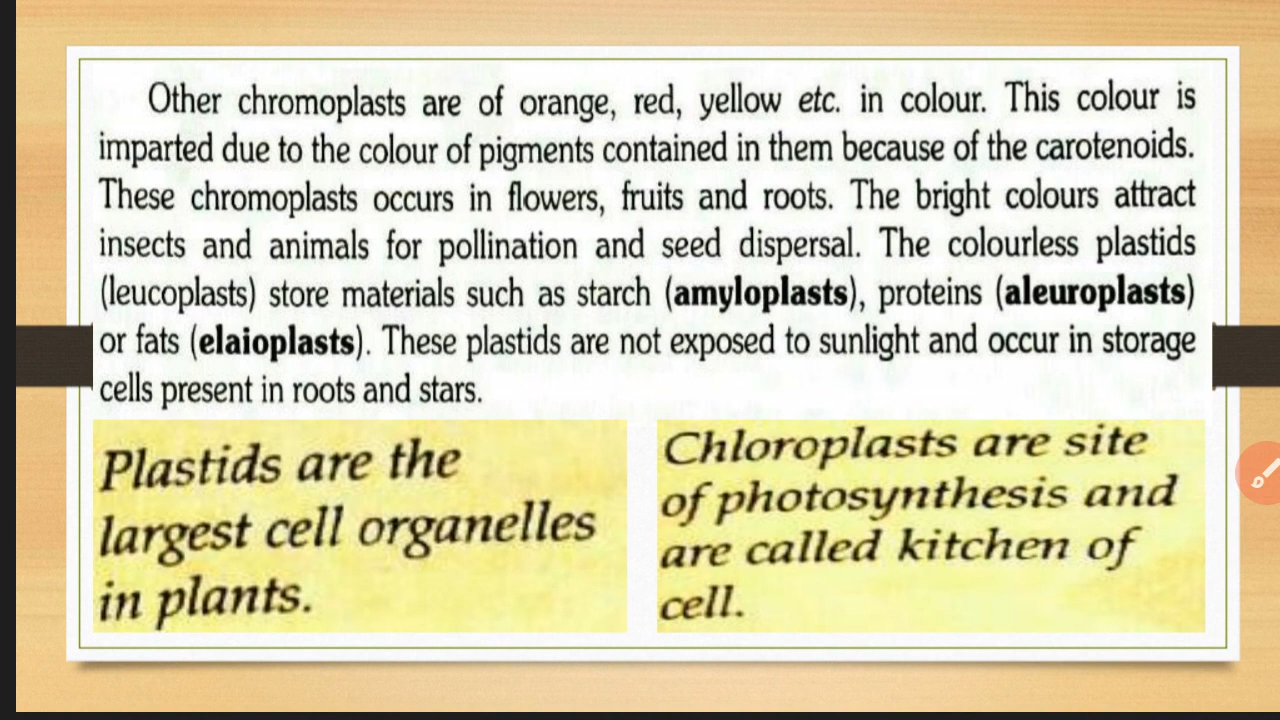 Other chromoplasts are of orange, red, yellow etc. in colour. This colour is
imparted due to the colour of pigments contained in them because of the carotenoids.
These chromoplasts occurs in flowers, fruits and roots. The bright colours attract
insects and animals for pollination and seed dispersal. The colourless plastids
(leucoplasts) store materials such as starch (amyloplasts), proteins (aleuroplasts)
or fats (elaioplasts). These plastids are not exposed to sunlight and occur in storage
cells present in roots and stars.
Plastids are the
largest cell organelles
in plants.
Chloroplasts are site
of photosynthesis and
are called kitchen of
cell.